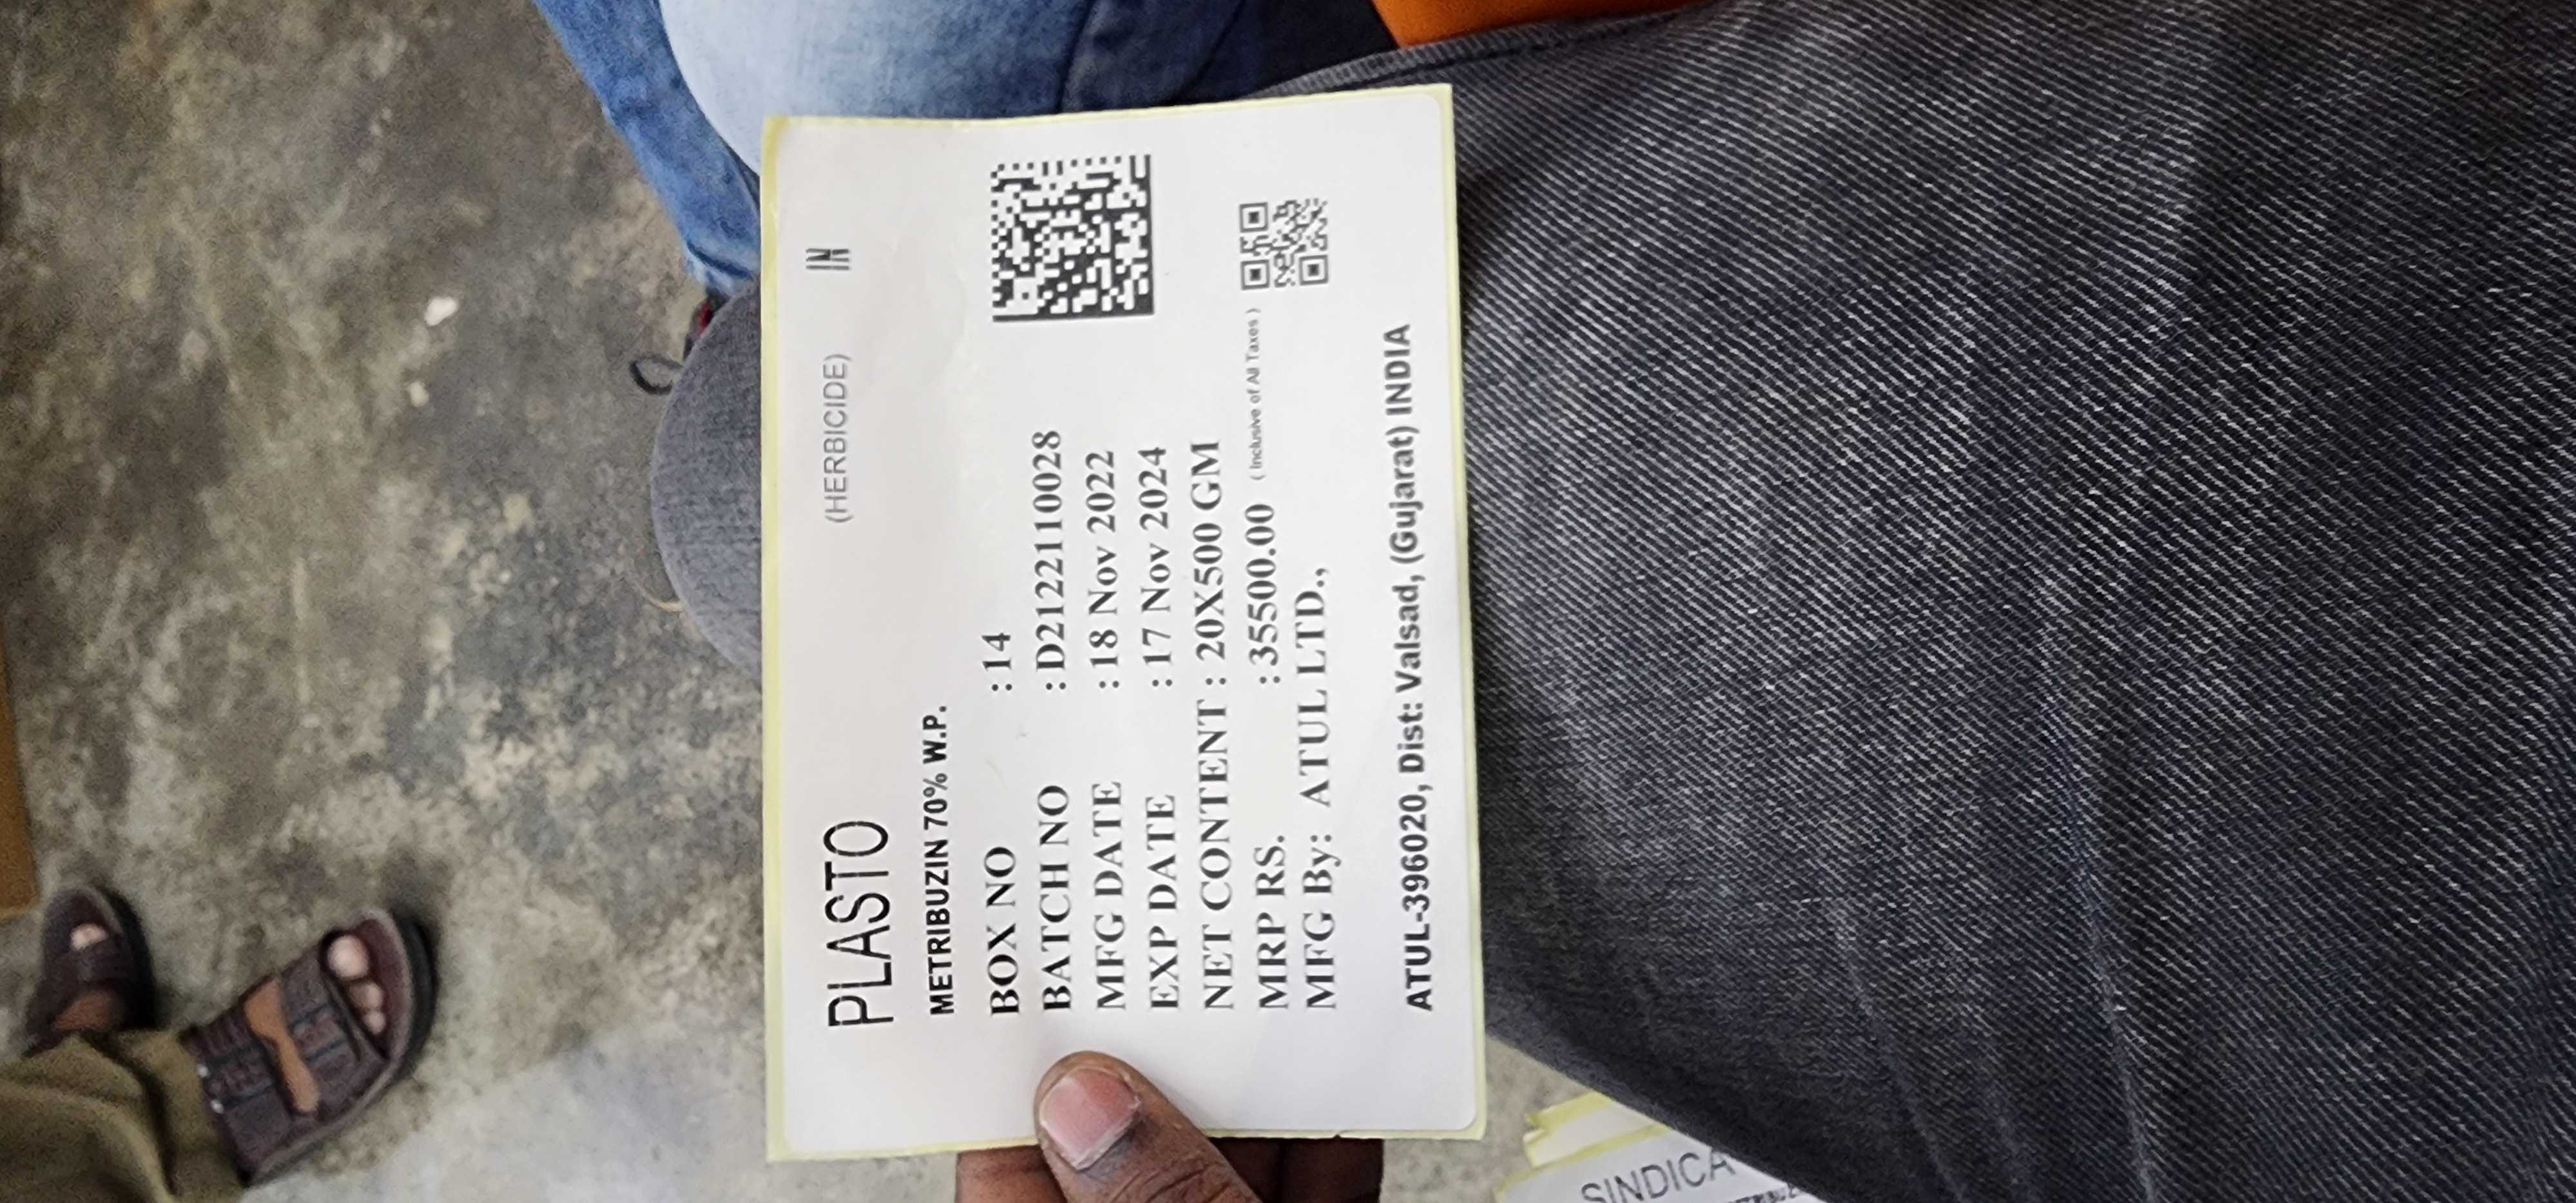 PLASTO
(HERBICIDE)
IN
METRIBUZIN 70% W.P.
BOX NO : 14
BATCH NO : D2122110028
MFG DATE : 18 Nov 2022
EXP DATE : 17 Nov 2024
NET CONTENT : 20X500 GM
MRP RS. : 35500.00 ( Inclusive of All Taxes )
MFG By: ATUL LTD.,
ATUL-396020, Dist: Valsad, (Gujarat) INDIA
SINDICA